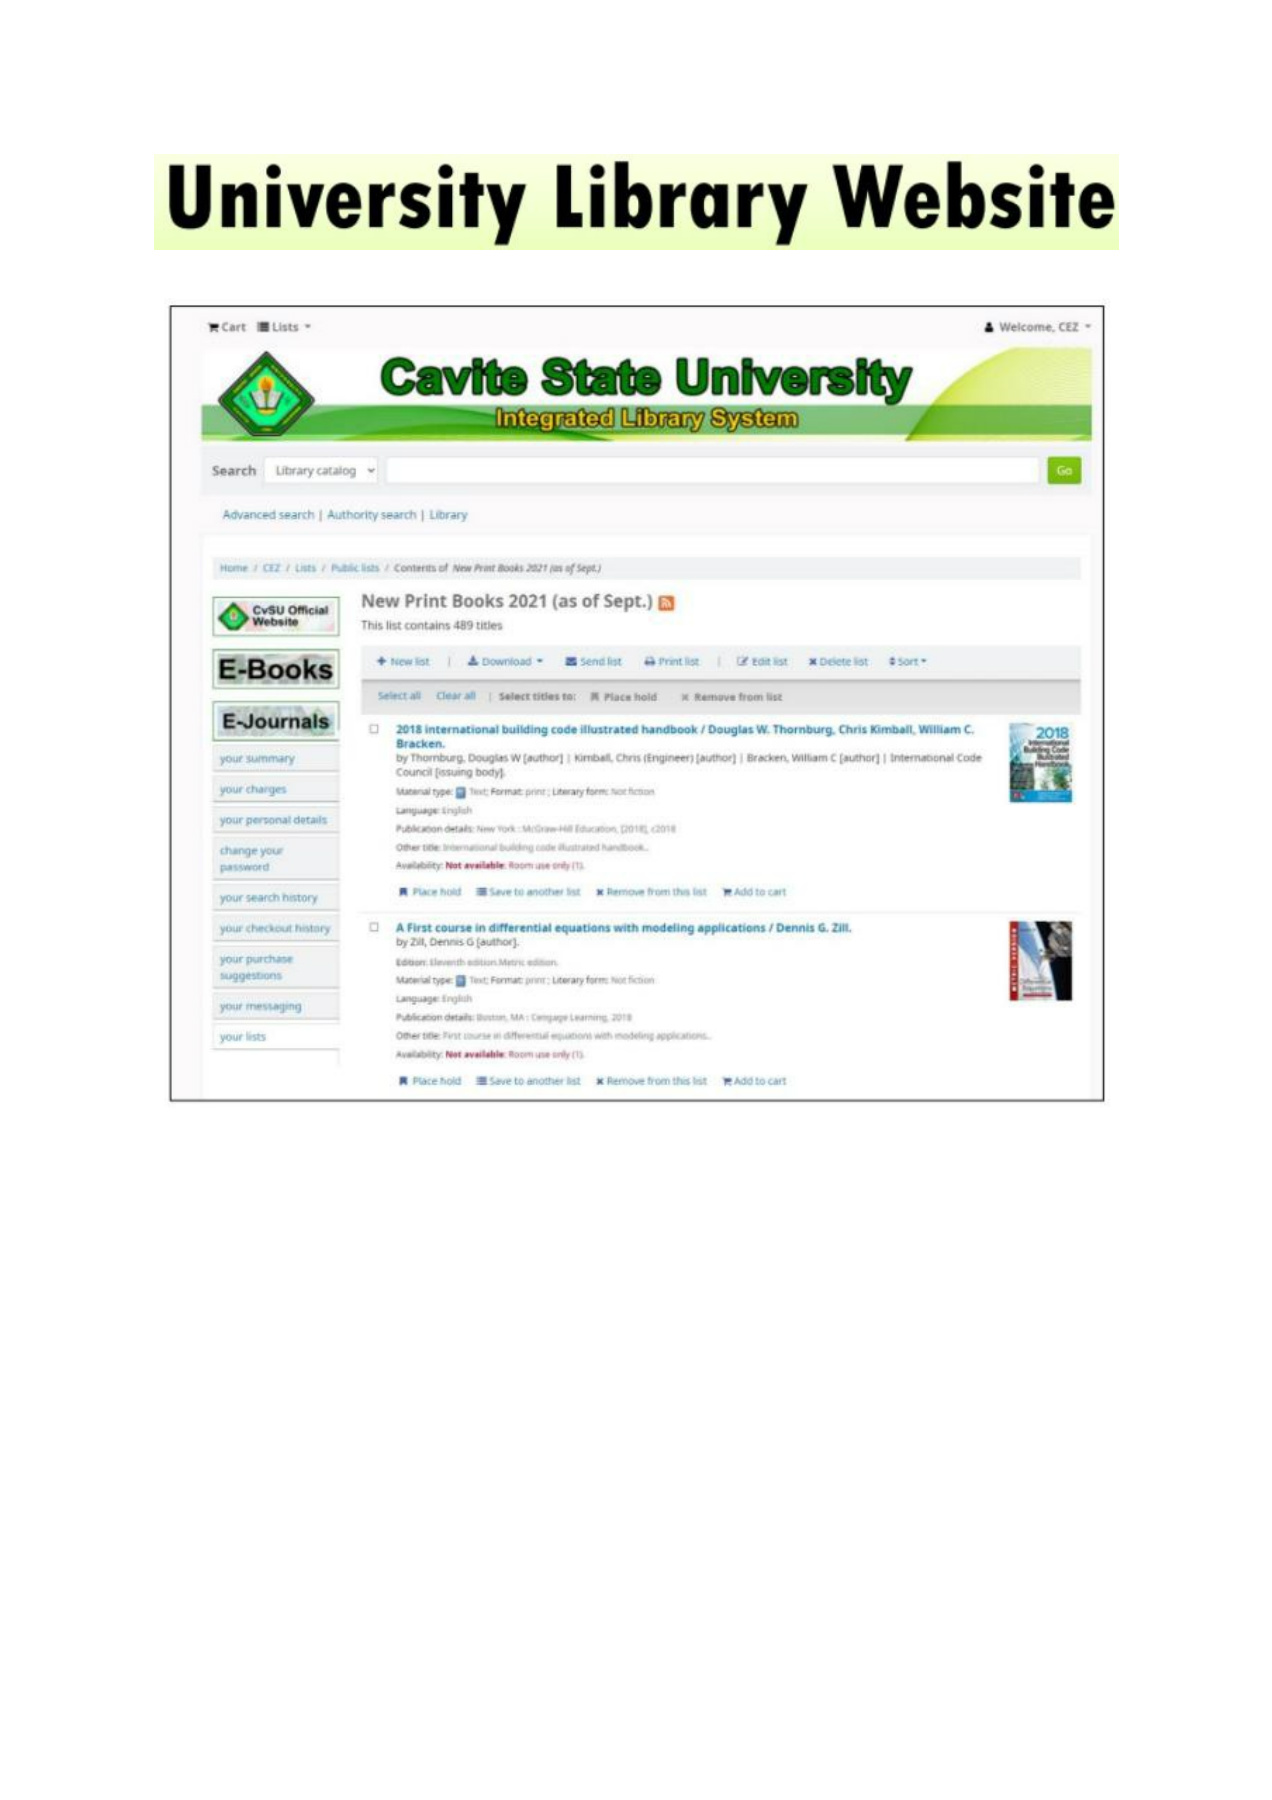 University Library Website
Cart Lists Welcome, CEZ
Cavite State University
Integrated Library System
Search Library catalog Go
Advanced search | Authority search | Library
Home / CEZ / Lists / Public lists / Contents of New Print Books 2021 (as of Sept.)
CvSU Official
Website
E-Books
E-Journals
your summary
your charges
your personal details
change your
password
your search history
your checkout history
your purchase
suggestions
your messaging
your lists
New Print Books 2021 (as of Sept.)
This list contains 489 titles
New list | Download Send list Print list | Edit list Delete list Sort
Select all Clear all | Select titles to: Place hold Remove from list
2018 international building code illustrated handbook / Douglas W. Thornburg, Chris Kimball, William C.
Bracken.
by Thornburg, Douglas W [author] | Kimball, Chris (Engineer) [author] | Bracken, William C [author] | International Code
Council [issuing body].
Material type: Text; Format: print ; Literary form: Not fiction
Language: English
Publication details: New York : McGraw-Hill Education, [2018], c2018
Other title: International building code illustrated handbook..
Availability: Not available: Room use only (1).
Place hold Save to another list Remove from this list Add to cart
2018
International
Building Code
Illustrated
Handbook
A First course in differential equations with modeling applications / Dennis G. Zill.
by Zill, Dennis G [author].
Edition: Eleventh edition.Metric edition.
Material type: Text; Format: print ; Literary form: Not fiction
Language: English
Publication details: Boston, MA : Cengage Learning, 2018
Other title: First course in differential equations with modeling applications..
Availability: Not available: Room use only (1).
Place hold Save to another list Remove from this list Add to cart
METRIC VERSION